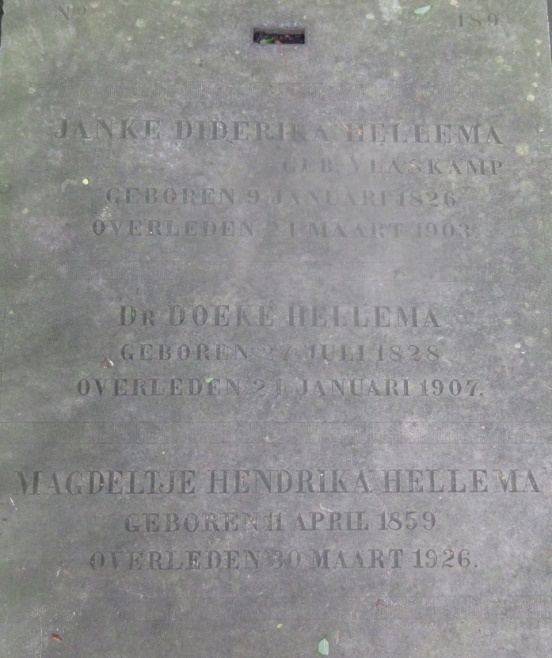 Nº 189
JANKE DIDERIKA HELLEMA
GEB. VLASKAMP
GEBOREN 9 JANUARI 1826
OVERLEDEN 21 MAART 1903
DR DOEKE HELLEMA
GEBOREN 27 JULI 1828
OVERLEDEN 21 JANUARI 1907.
MAGDELTJE HENDRIKA HELLEMA
GEBOREN 11 APRIL 1859
OVERLEDEN 30 MAART 1926.